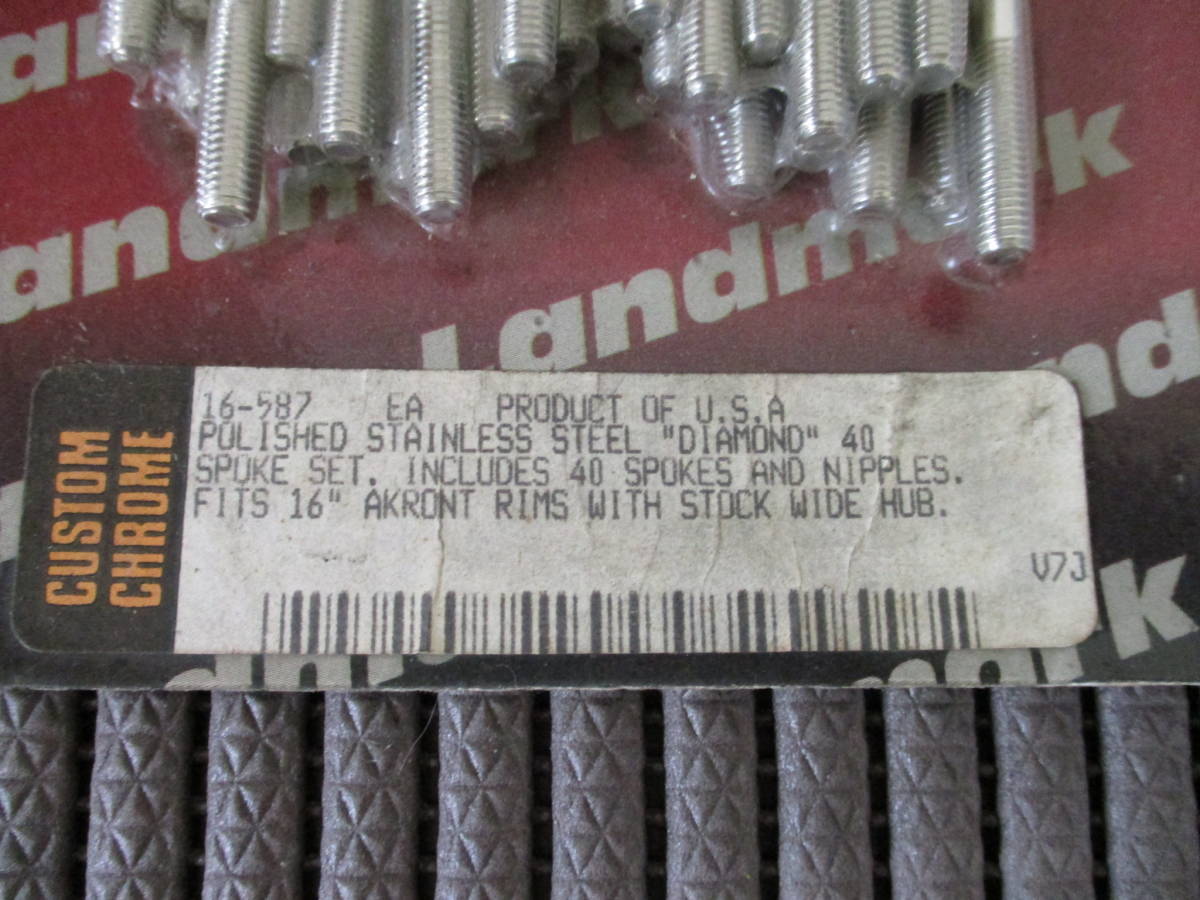 Landmark
Landmark
CUSTOM
CHROME
16-587 EA PRODUCT OF U.S.A
POLISHED STAINLESS STEEL "DIAMOND" 40
SPOKE SET. INCLUDES 40 SPOKES AND NIPPLES.
FITS 16" AKRONT RIMS WITH STOCK WIDE HUB.
V7J